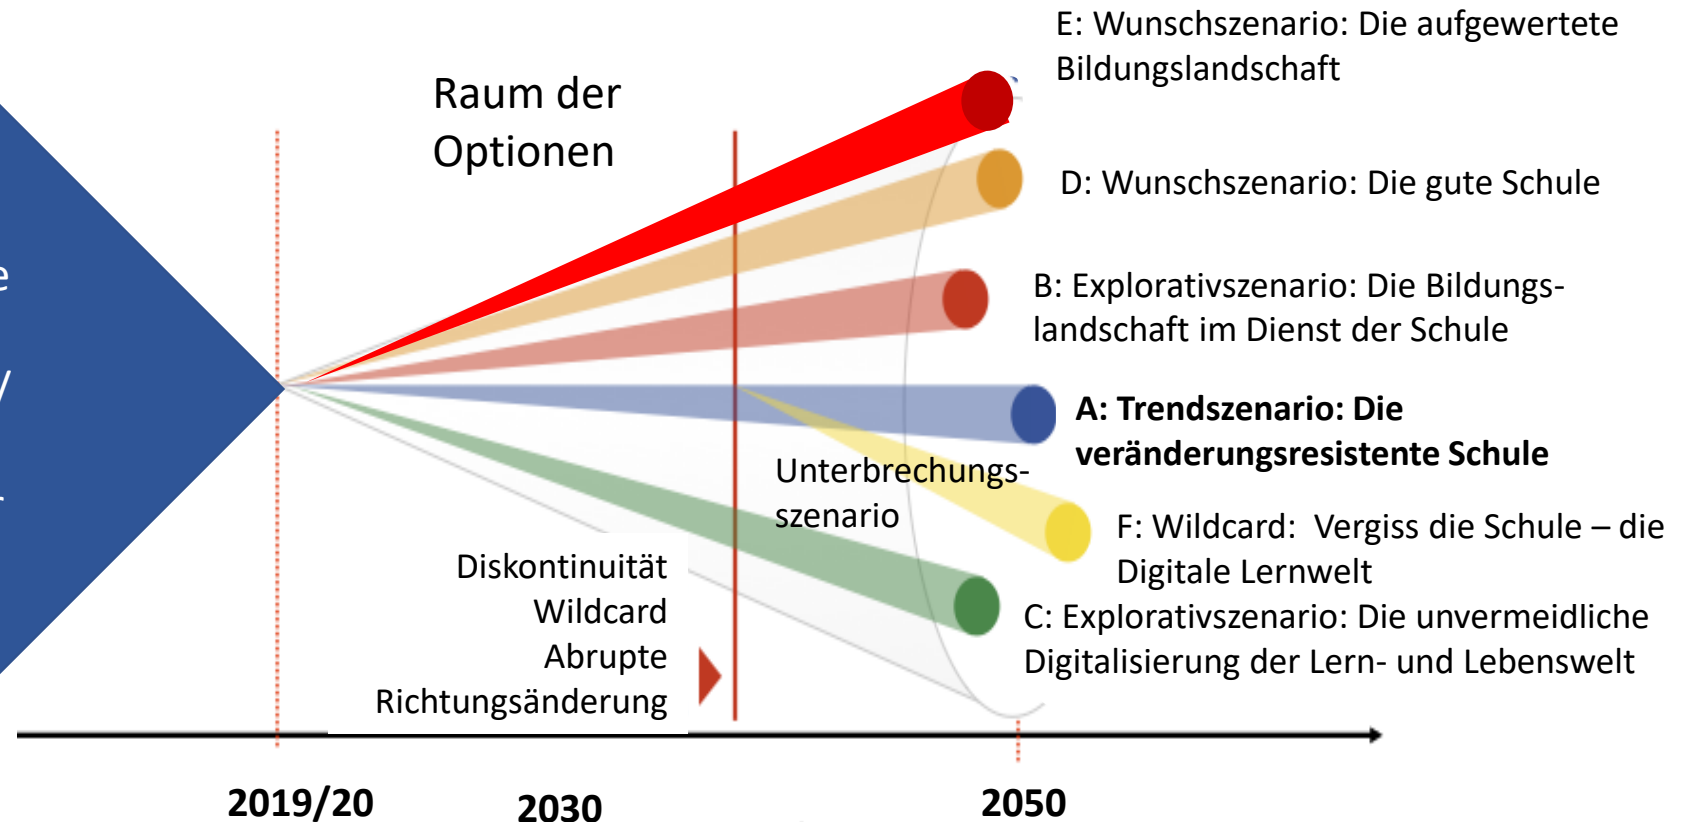 E: Wunschszenario: Die aufgewertete
Bildungslandschaft
Raum der
Optionen
D: Wunschszenario: Die gute Schule
e
B: Explorativszenario: Die Bildungs-
landschaft im Dienst der Schule
/
A: Trendszenario: Die
veränderungsresistente Schule
Unterbrechungs-
szenario
F: Wildcard:  Vergiss die Schule – die
Digitale Lernwelt
Diskontinuität
Wildcard
Abrupte
Richtungsänderung
C: Explorativszenario: Die unvermeidliche
Digitalisierung der Lern- und Lebenswelt
2019/20
2030
2050